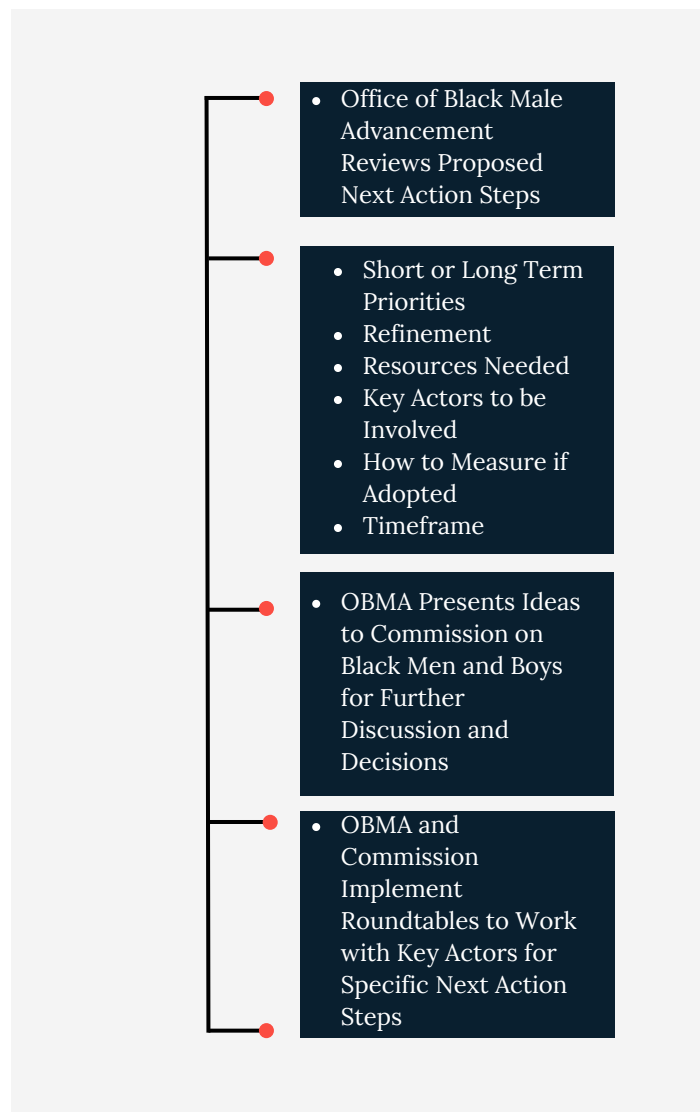 • Office of Black Male
Advancement
Reviews Proposed
Next Action Steps
• Short or Long Term
Priorities
• Refinement
• Resources Needed
• Key Actors to be
Involved
• How to Measure if
Adopted
• Timeframe
• OBMA Presents Ideas
to Commission on
Black Men and Boys
for Further
Discussion and
Decisions
• OBMA and
Commission
Implement
Roundtables to Work
with Key Actors for
Specific Next Action
Steps